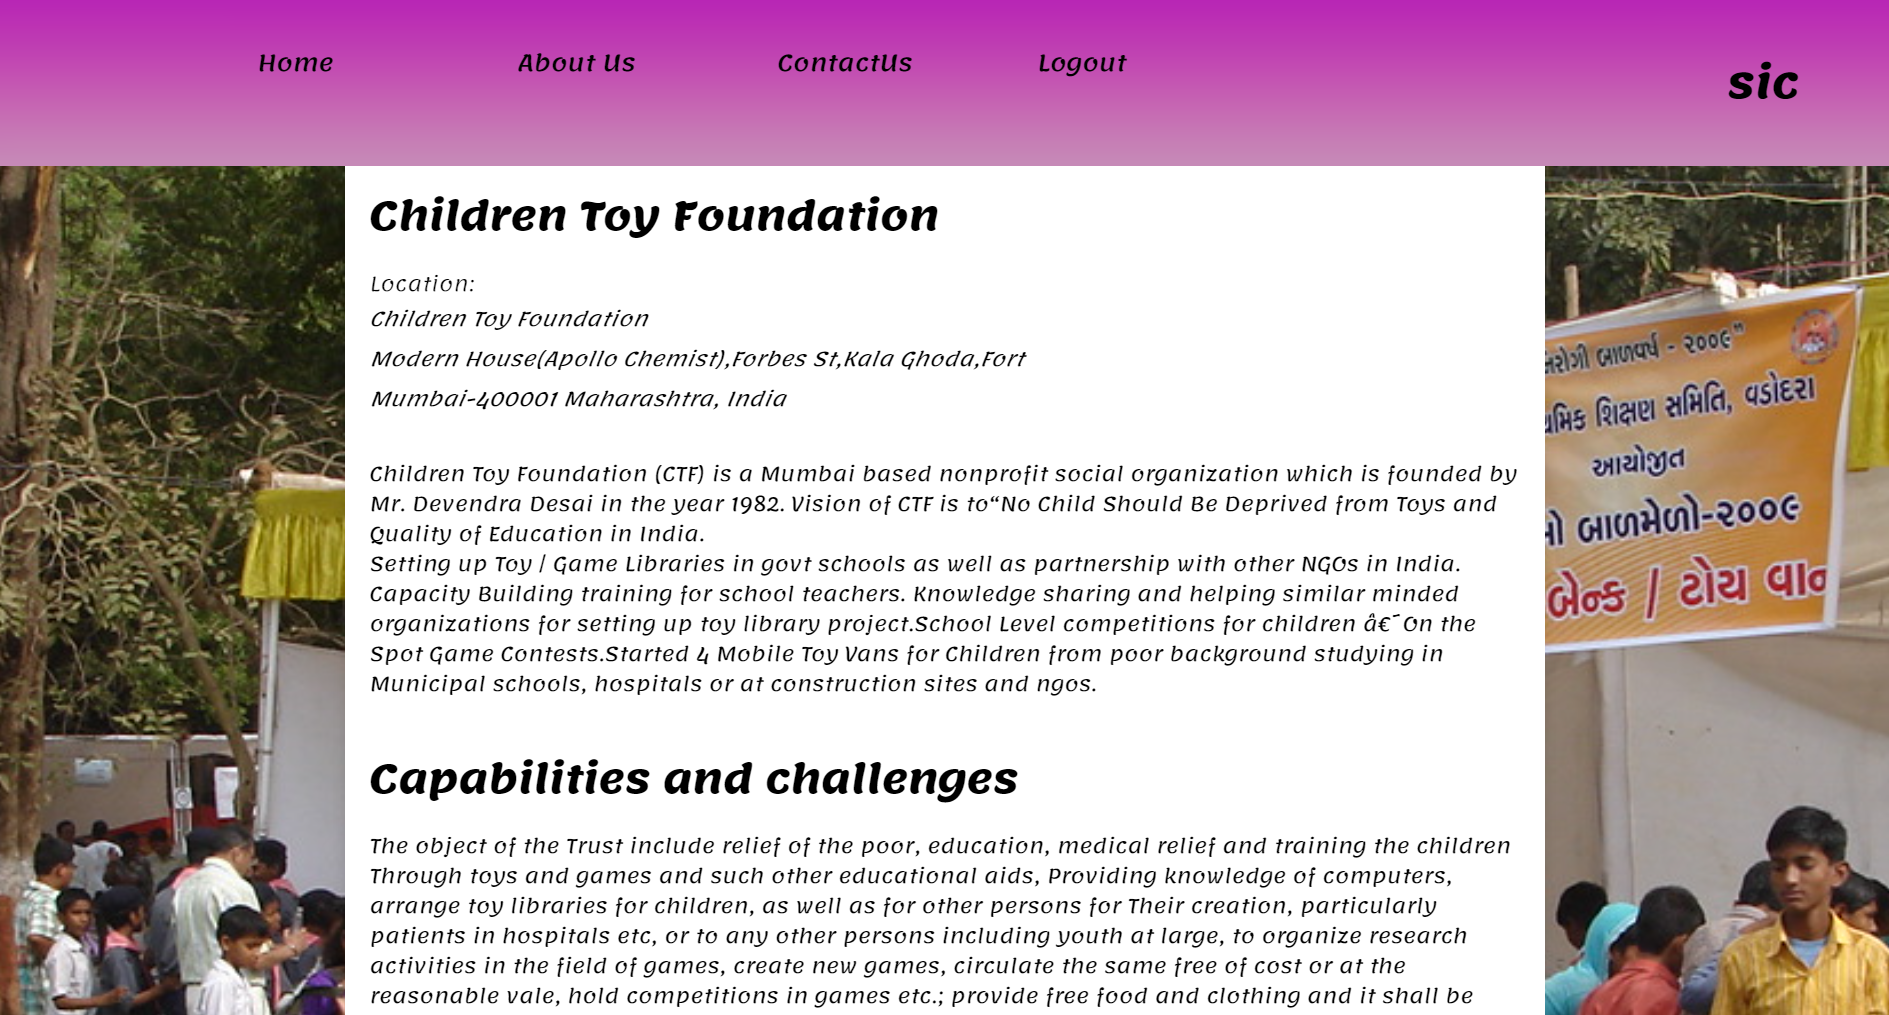 Home About Us ContactUs Logout
sic
Children Toy Foundation
Location:
Children Toy Foundation
Modern House(Apollo Chemist),Forbes St,Kala Ghoda,Fort
Mumbai-400001 Maharashtra, India
Children Toy Foundation (CTF) is a Mumbai based nonprofit social organization which is founded by
Mr. Devendra Desai in the year 1982. Vision of CTF is to“No Child Should Be Deprived from Toys and
Quality of Education in India.
Setting up Toy / Game Libraries in govt schools as well as partnership with other NGOs in India.
Capacity Building training for school teachers. Knowledge sharing and helping similar minded
organizations for setting up toy library project.School Level competitions for children â€¯On the
Spot Game Contests.Started 4 Mobile Toy Vans for Children from poor background studying in
Municipal schools, hospitals or at construction sites and ngos.
Capabilities and challenges
The object of the Trust include relief of the poor, education, medical relief and training the children
Through toys and games and such other educational aids, Providing knowledge of computers,
arrange toy libraries for children, as well as for other persons for Their creation, particularly
patients in hospitals etc, or to any other persons including youth at large, to organize research
activities in the field of games, create new games, circulate the same free of cost or at the
reasonable vale, hold competitions in games etc.; provide free food and clothing and it shall be
બાળવર્ષ - ૨૦૦૯"
શિક્ષણ સમિતિ, વડોદરા
આયોજીત
બાળમેળો-૨૦૦૯
બેન્ક / ટોય વાન